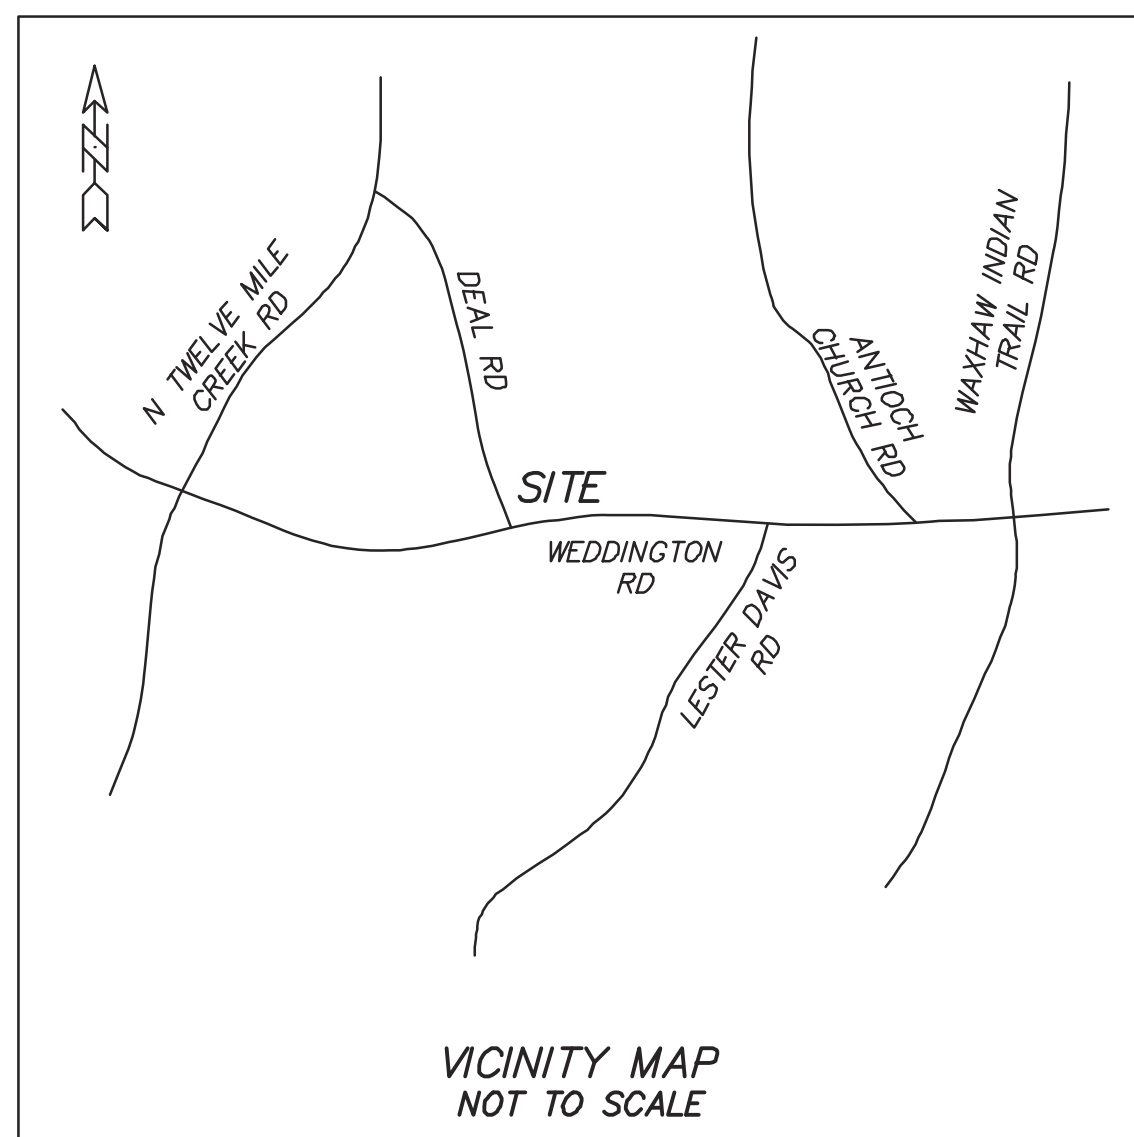 N
N TWELVE MILE
CREEK RD
DEAL RD
ANTIOCH
CHURCH RD
WAXHAW INDIAN
TRAIL RD
SITE
WEDDINGTON
RD
LESTER DAVIS
RD
VICINITY MAP
NOT TO SCALE